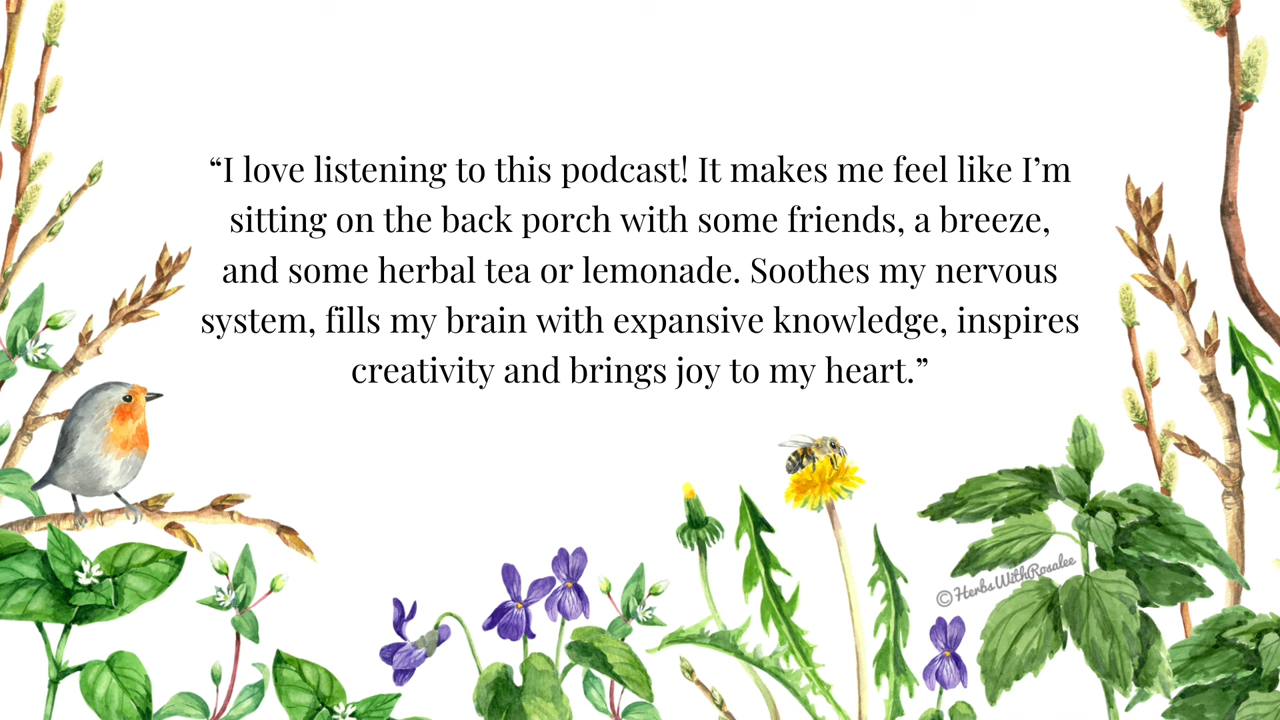 “I love listening to this podcast! It makes me feel like I’m
sitting on the back porch with some friends, a breeze,
and some herbal tea or lemonade. Soothes my nervous
system, fills my brain with expansive knowledge, inspires
creativity and brings joy to my heart.”
©HerbsWithRosalee